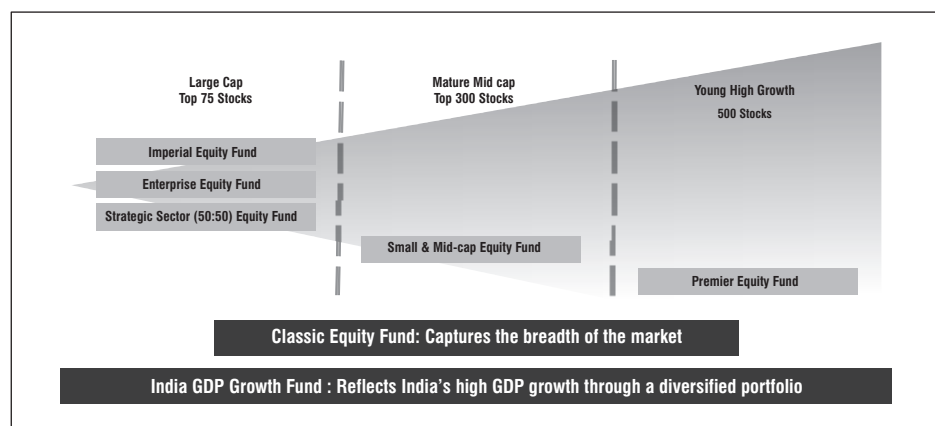 Large Cap
Top 75 Stocks
Mature Mid cap
Top 300 Stocks
Young High Growth
500 Stocks
Imperial Equity Fund
Enterprise Equity Fund
Strategic Sector (50:50) Equity Fund
Small & Mid-cap Equity Fund
Premier Equity Fund
Classic Equity Fund: Captures the breadth of the market
India GDP Growth Fund : Reflects India's high GDP growth through a diversified portfolio